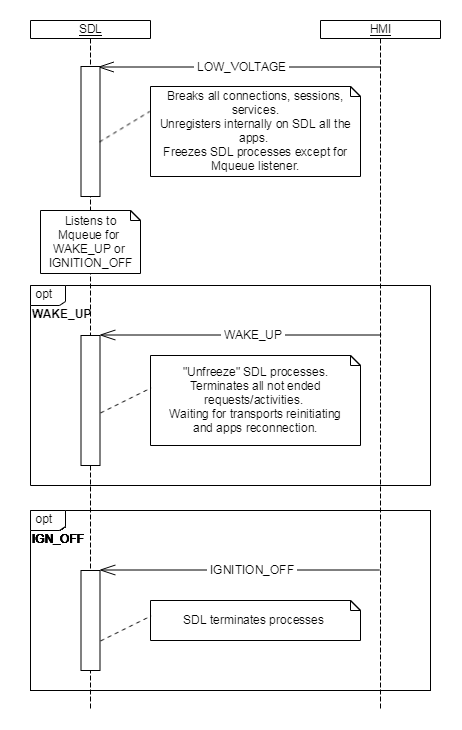 SDL
HMI
LOW_VOLTAGE
Breaks all connections, sessions,
services.
Unregisters internally on SDL all the
apps.
Freezes SDL processes except for
Mqueue listener.
Listens to
Mqueue for
WAKE_UP or
IGNITION_OFF
opt
WAKE_UP
WAKE_UP
"Unfreeze" SDL processes.
Terminates all not ended
requests/activities.
Waiting for transports reinitiating
and apps reconnection.
opt
IGN_OFF
IGNITION_OFF
SDL terminates processes